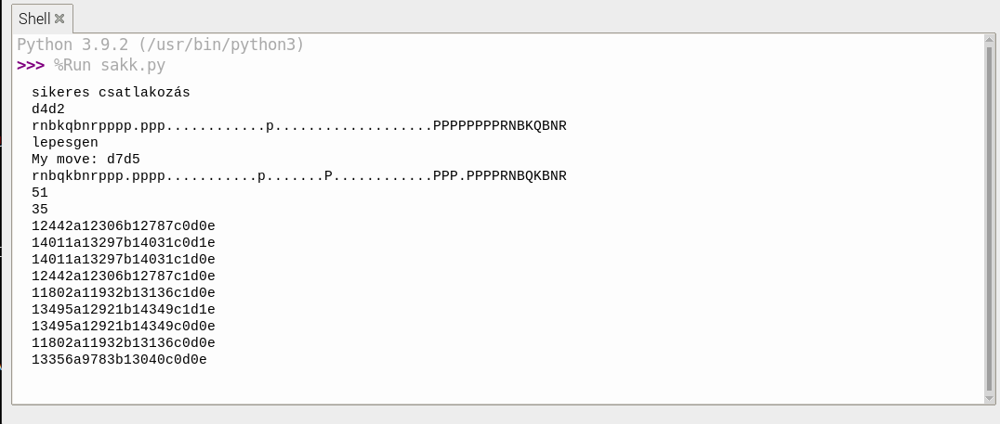 Shell
Python 3.9.2 (/usr/bin/python3)
>>> %Run sakk.py
sikeres csatlakozás
d4d2
rnbkqbnrpppp.ppp............p...................PPPPPPPPRNBKQBNR
lepesgen
My move: d7d5
rnbqkbnrppp.pppp...........p.......P............PPP.PPPPRNBQKBNR
51
35
12442a12306b12787c0d0e
14011a13297b14031c0d1e
14011a13297b14031c1d0e
12442a12306b12787c1d0e
11802a11932b13136c1d0e
13495a12921b14349c1d1e
13495a12921b14349c0d0e
11802a11932b13136c0d0e
13356a9783b13040c0d0e